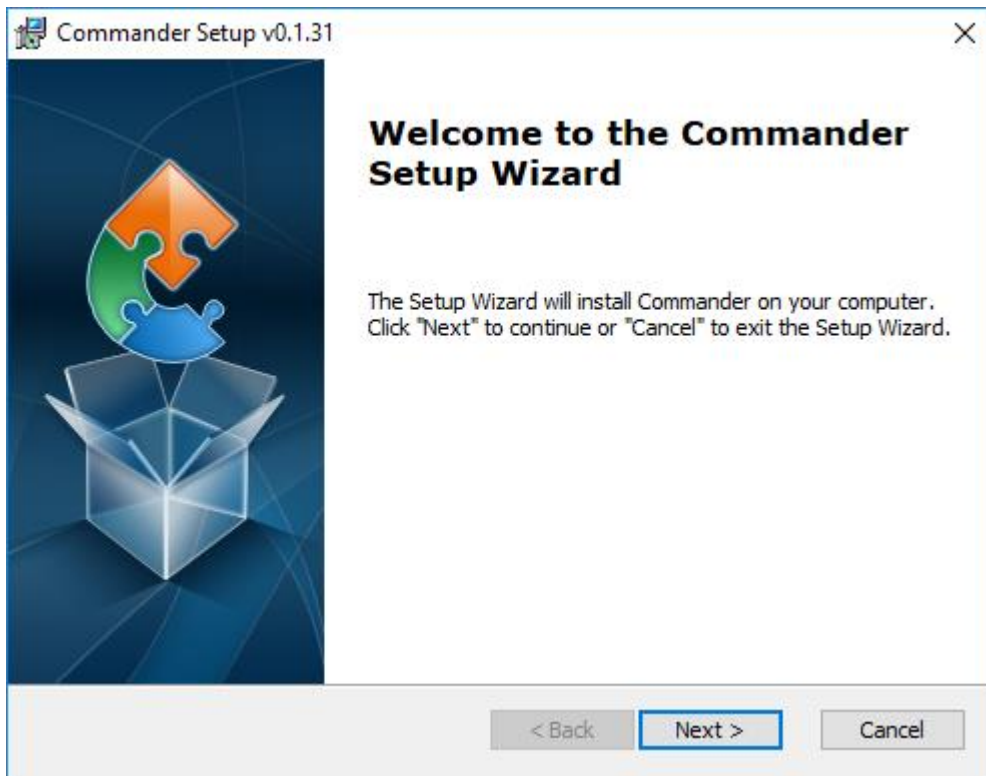 Commander Setup v0.1.31
Welcome to the Commander
Setup Wizard
The Setup Wizard will install Commander on your computer.
Click "Next" to continue or "Cancel" to exit the Setup Wizard.
< Back
Next >
Cancel